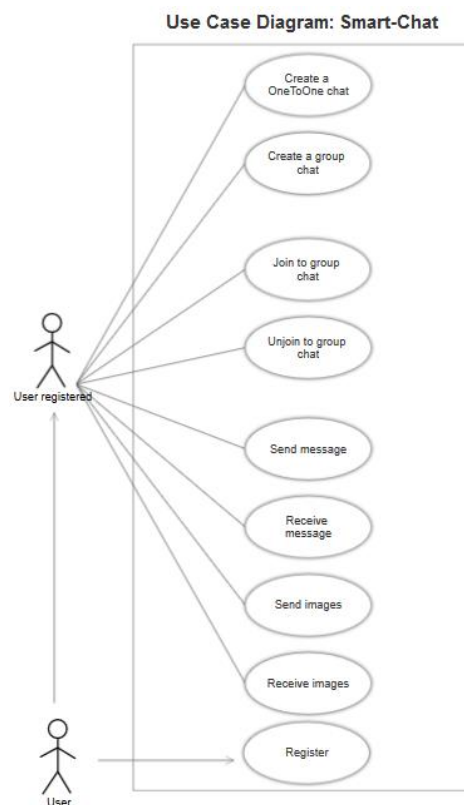 Use Case Diagram: Smart-Chat
Create a
OneToOne chat
Create a group
chat
Join to group
chat
Unjoin to group
chat
User registered
Send message
Receive
message
Send images
Receive images
Register
User